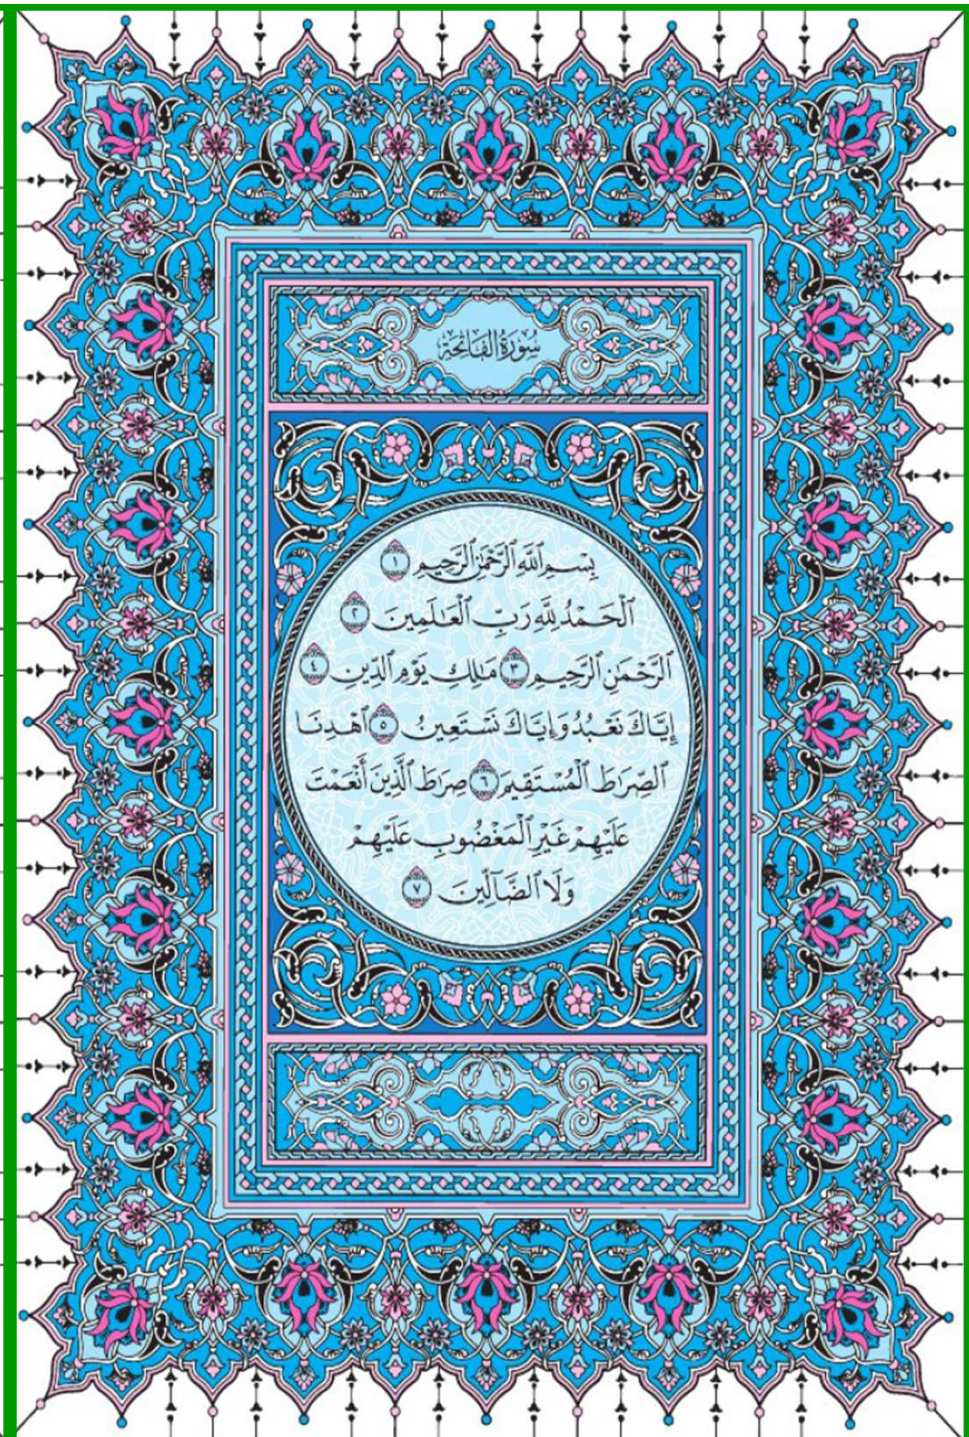 سُورَةُ الفَاتِحَةِ
بِسْمِ ٱللَّهِ ٱلرَّحْمَٰنِ ٱلرَّحِيمِ ١
ٱلْحَمْدُ لِلَّهِ رَبِّ ٱلْعَٰلَمِينَ ٢
ٱلرَّحْمَٰنِ ٱلرَّحِيمِ ٣ مَٰلِكِ يَوْمِ ٱلدِّينِ ٤
إِيَّاكَ نَعْبُدُ وَإِيَّاكَ نَسْتَعِينُ ٥ ٱهْدِنَا
ٱلصِّرَٰطَ ٱلْمُسْتَقِيمَ ٦ صِرَٰطَ ٱلَّذِينَ أَنْعَمْتَ
عَلَيْهِمْ غَيْرِ ٱلْمَغْضُوبِ عَلَيْهِمْ
وَلَا ٱلضَّآلِّينَ ٧